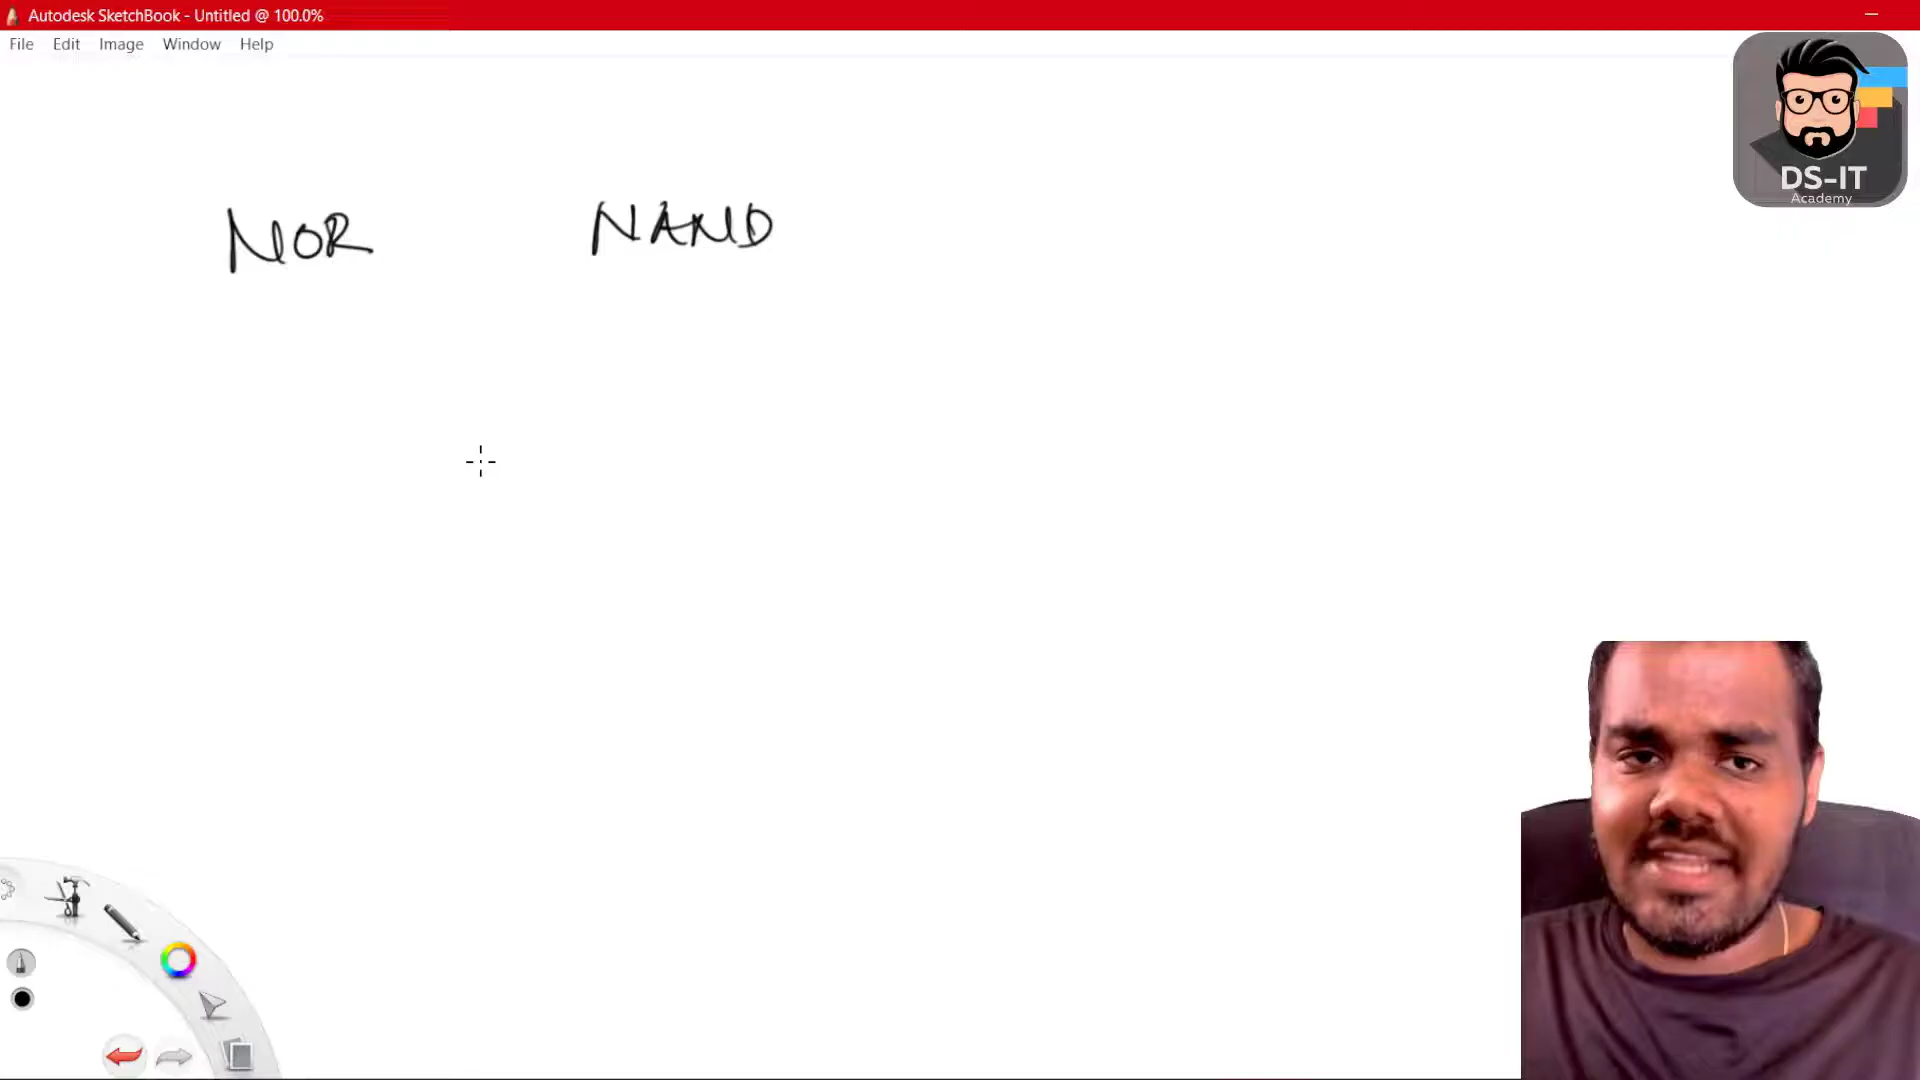 Autodesk SketchBook - Untitled @ 100.0%
File Edit Image Window Help
DS-IT
Academy
NOR NAND